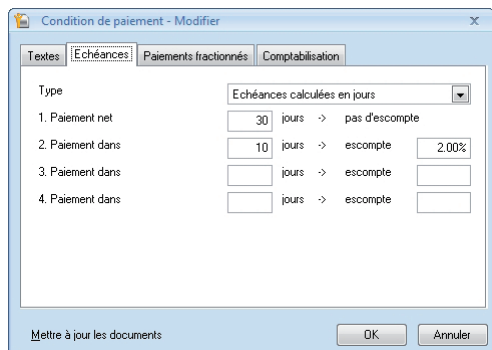 Condition de paiement - Modifier x
Textes Echéances Paiements fractionnés Comptabilisation
Type Echéances calculées en jours
1. Paiement net 30 jours -> pas d'escompte
2. Paiement dans 10 jours -> escompte 2.00%
3. Paiement dans jours -> escompte
4. Paiement dans jours -> escompte
Mettre à jour les documents OK Annuler